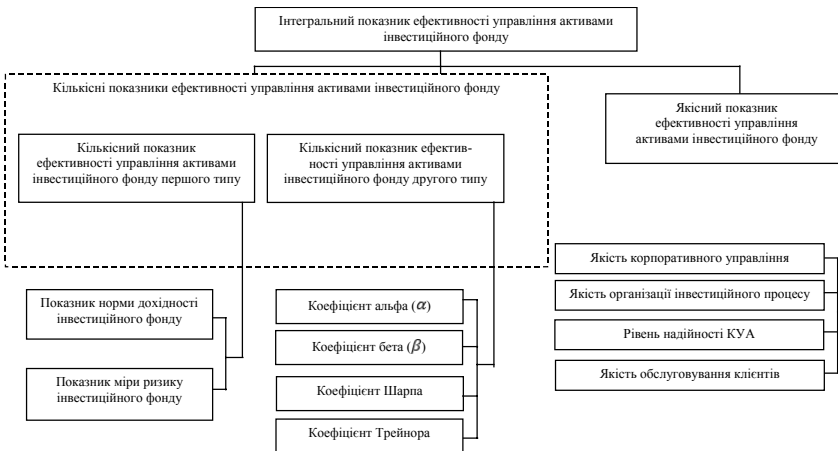 Інтегральний показник ефективності управління активами
інвестиційного фонду
Кількісні показники ефективності управління активами інвестиційного фонду
Якісний показник
ефективності управління
активами інвестиційного фонду
Кількісний показник
ефективності управління активами
інвестиційного фонду першого типу
Кількісний показник ефектив-
ності управління активами
інвестиційного фонду другого типу
Показник норми дохідності
інвестиційного фонду
Показник міри ризику
інвестиційного фонду
Коефіцієнт альфа (α)
Коефіцієнт бета (β)
Коефіцієнт Шарпа
Коефіцієнт Трейнора
Якість корпоративного управління
Якість організації інвестиційного процесу
Рівень надійності КУА
Якість обслуговування клієнтів